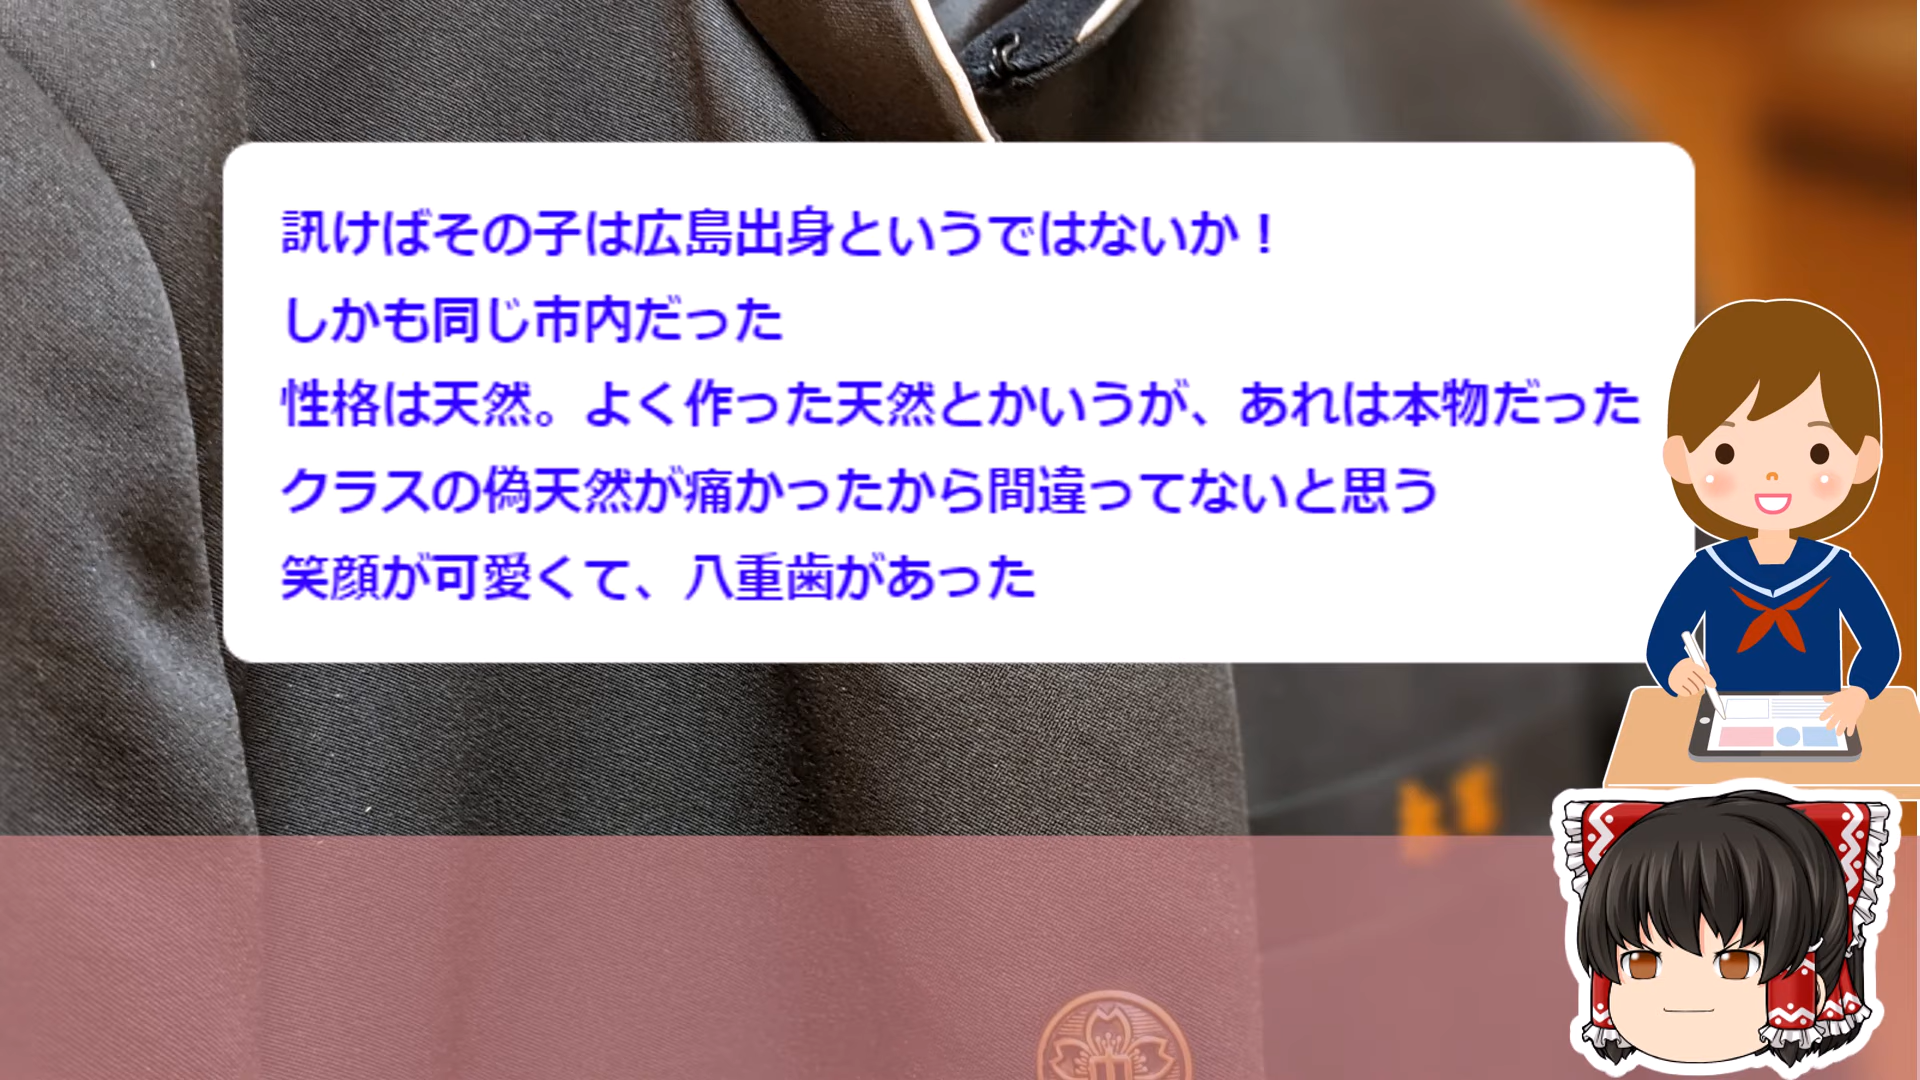 訊けばその子は広島出身というではないか！
しかも同じ市内だった
性格は天然。よく作った天然とかいうが、あれは本物だった
クラスの偽天然が痛かったから間違ってないと思う
笑顔が可愛くて、八重歯があった